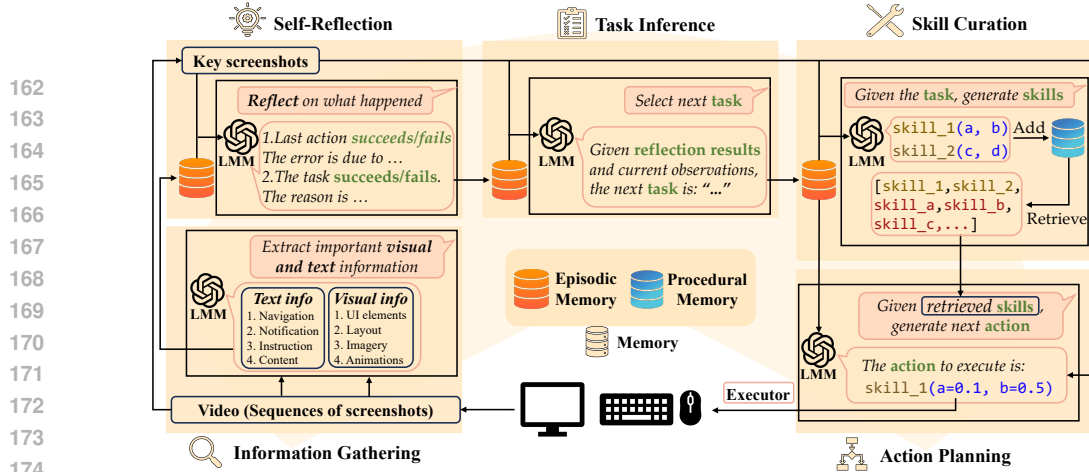 Self-Reflection
Task Inference
Skill Curation
162
163
164
165
166
167
168
169
170
171
172
173
174
Key screenshots
Reflect on what happened
LMM
1.Last action succeeds/fails
The error is due to ...
2.The task succeeds/fails.
The reason is ...
Select next task
LMM
Given reflection results
and current observations,
the next task is: “...”
Given the task, generate skills
LMM
skill_1(a, b)
skill_2(c, d)
Add
[skill_1,skill_2,
skill_a,skill_b,
skill_c,...]
Retrieve
Extract important visual
and text information
LMM
Text info
1. Navigation
2. Notification
3. Instruction
4. Content
Visual info
1. UI elements
2. Layout
3. Imagery
4. Animations
Episodic
Memory
Procedural
Memory
Memory
Given retrieved skills,
generate next action
LMM
The action to execute is:
skill_1(a=0.1, b=0.5)
Video (Sequences of screenshots)
Executor
Information Gathering
Action Planning